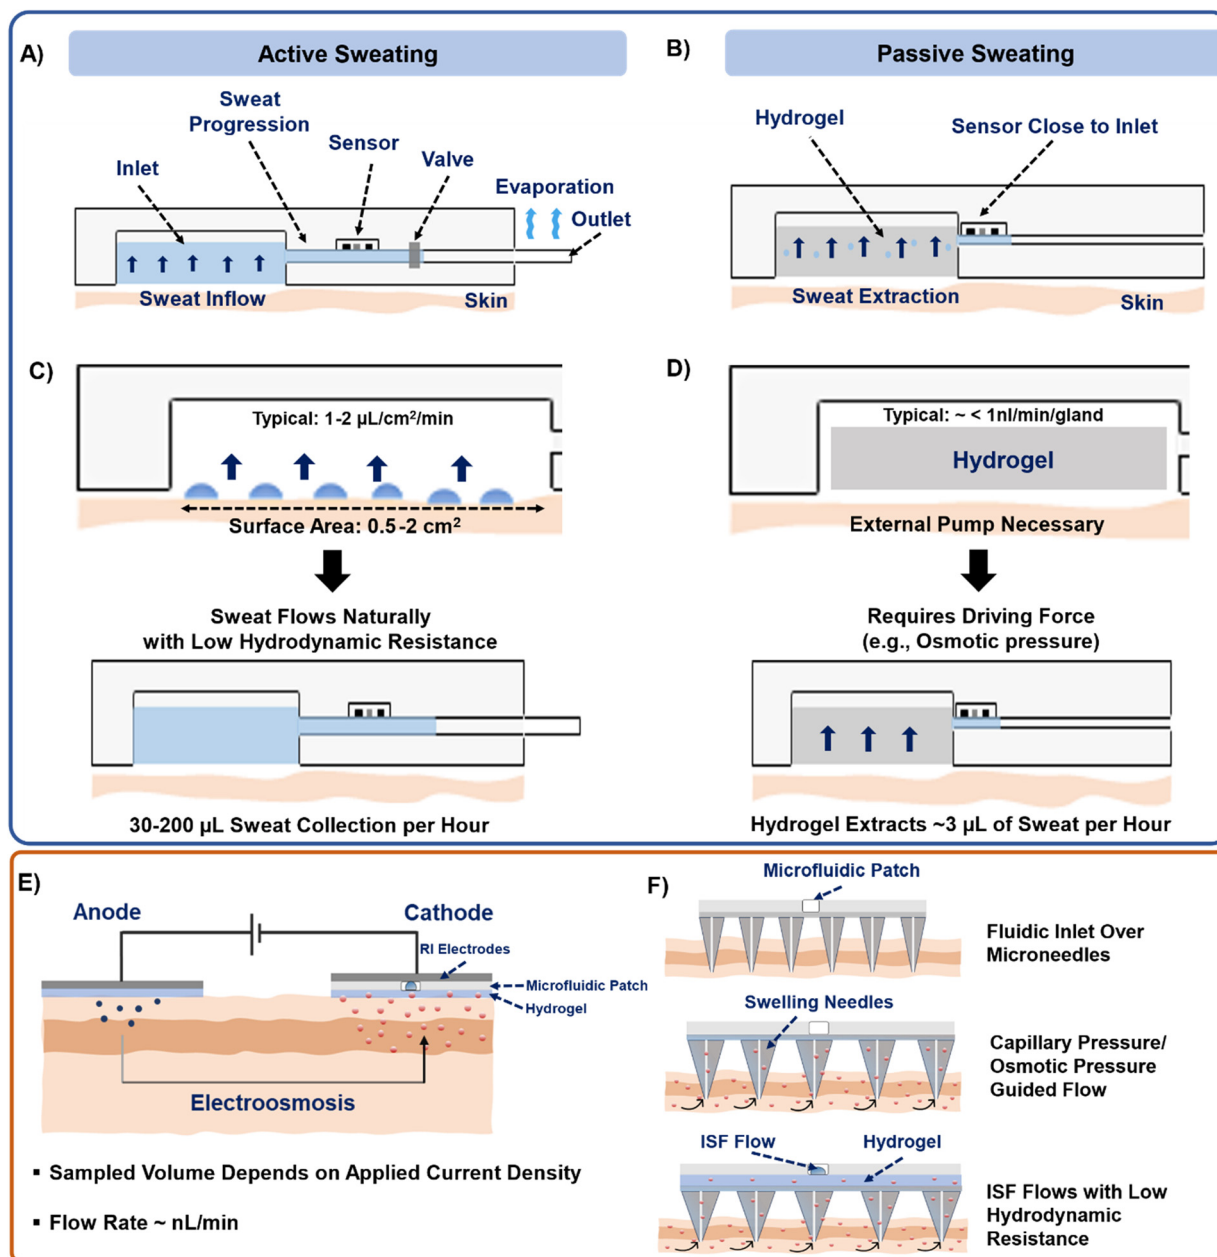 A)
Active Sweating
Sweat
Progression
Sensor
Inlet
Valve
Evaporation
Outlet
Sweat Inflow
Skin
B)
Passive Sweating
Hydrogel
Sensor Close to Inlet
Sweat Extraction
Skin
C)
Typical: 1-2 µL/cm²/min
Surface Area: 0.5-2 cm²
Sweat Flows Naturally
with Low Hydrodynamic Resistance
30-200 µL Sweat Collection per Hour
D)
Typical: ~ < 1nl/min/gland
Hydrogel
External Pump Necessary
Requires Driving Force
(e.g., Osmotic pressure)
Hydrogel Extracts ~3 µL of Sweat per Hour
E)
Anode
Cathode
RI Electrodes
Microfluidic Patch
Hydrogel
Electroosmosis
▪ Sampled Volume Depends on Applied Current Density
▪ Flow Rate ~ nL/min
F)
Microfluidic Patch
Fluidic Inlet Over
Microneedles
Swelling Needles
Capillary Pressure/
Osmotic Pressure
Guided Flow
ISF Flow
Hydrogel
ISF Flows with Low
Hydrodynamic
Resistance